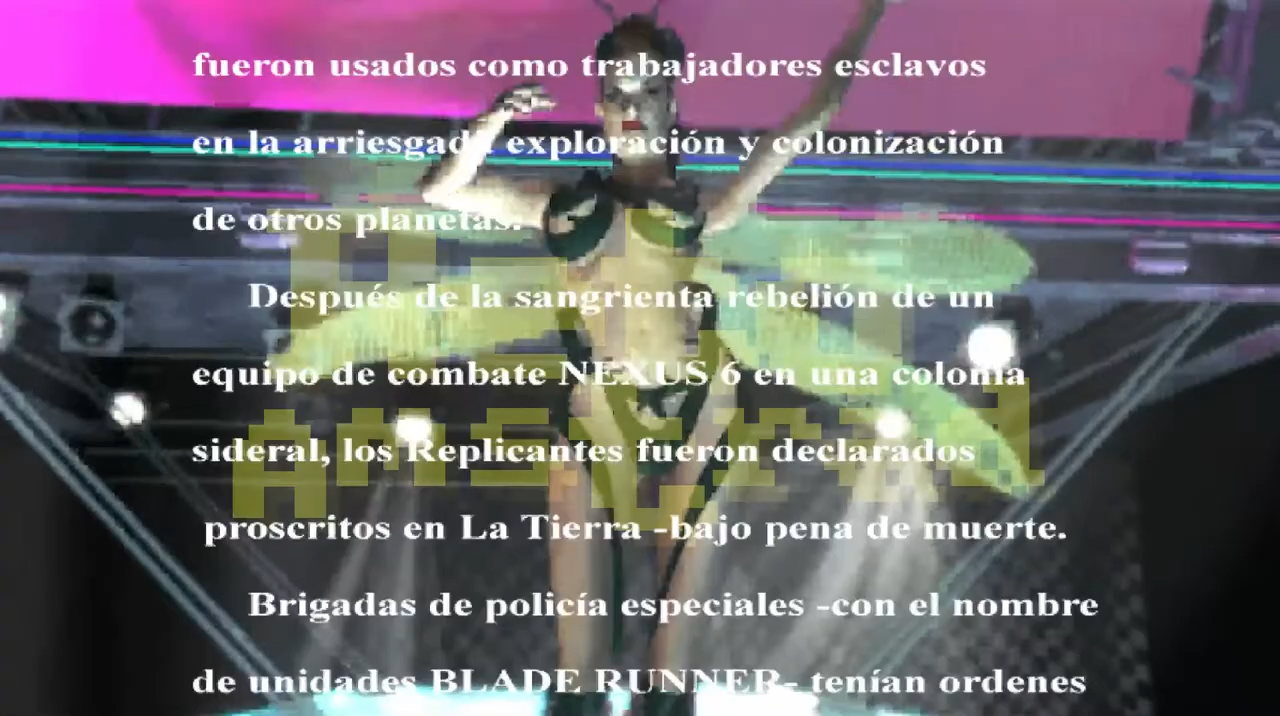 fueron usados como trabajadores esclavos
en la arriesgada exploración y colonización
de otros planetas.
Después de la sangrienta rebelión de un
equipo de combate NEXUS 6 en una colonia
sideral, los Replicantes fueron declarados
proscritos en La Tierra -bajo pena de muerte.
Brigadas de policía especiales -con el nombre
de unidades BLADE RUNNER- tenían ordenes